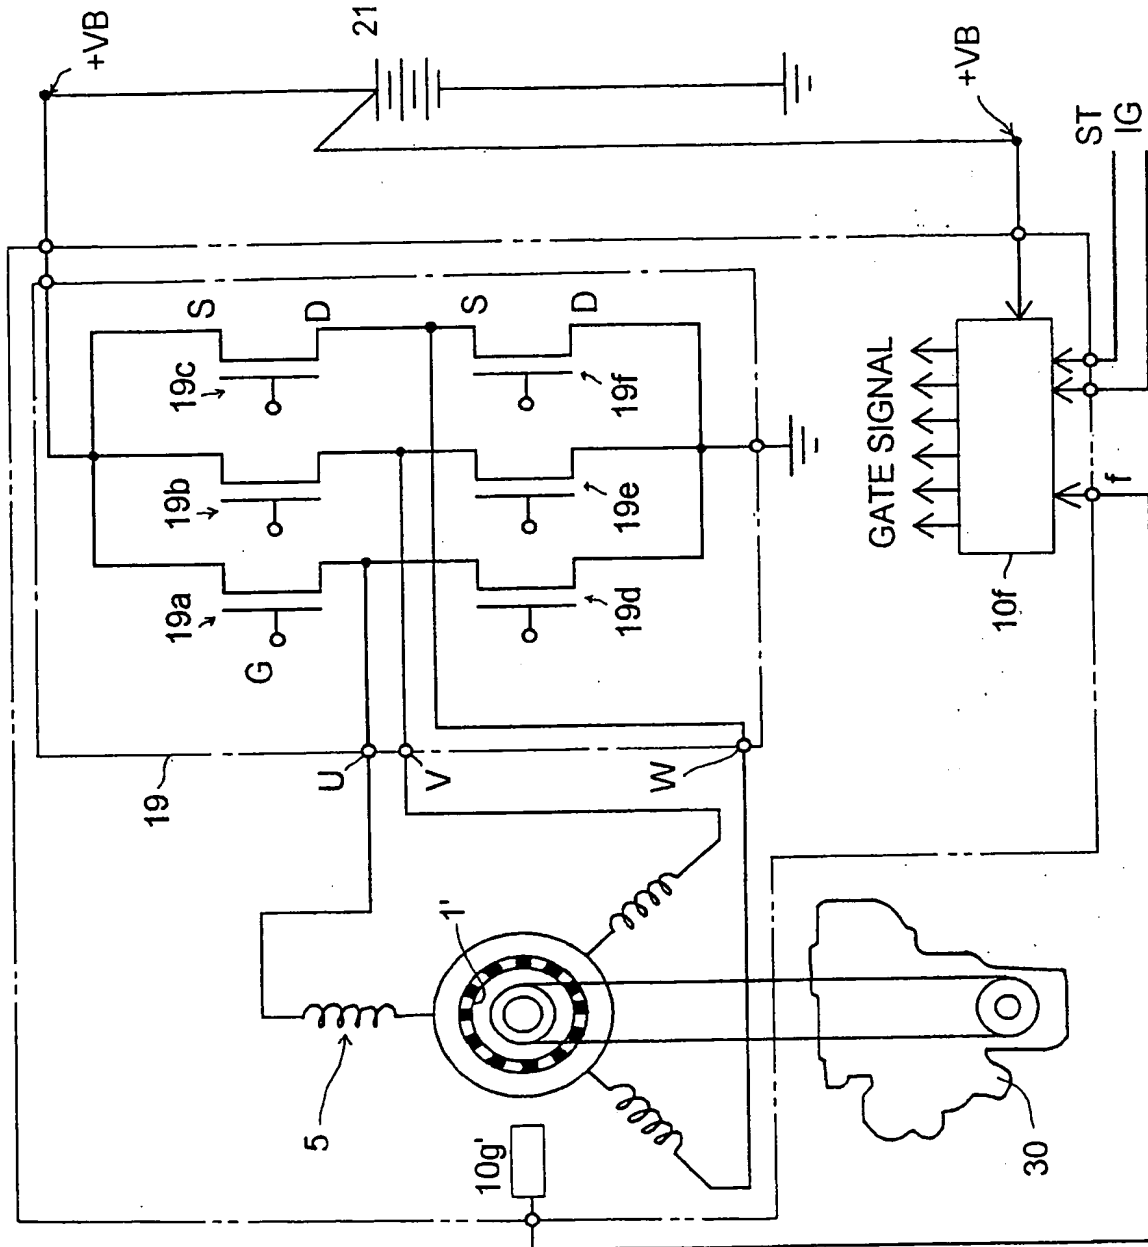 +VB
21
+VB
ST
IG
S
D
S
D
19c
19f
19b
19e
19a
19d
G
GATE SIGNAL
f
10f
19
U
V
W
1'
5
10g'
30